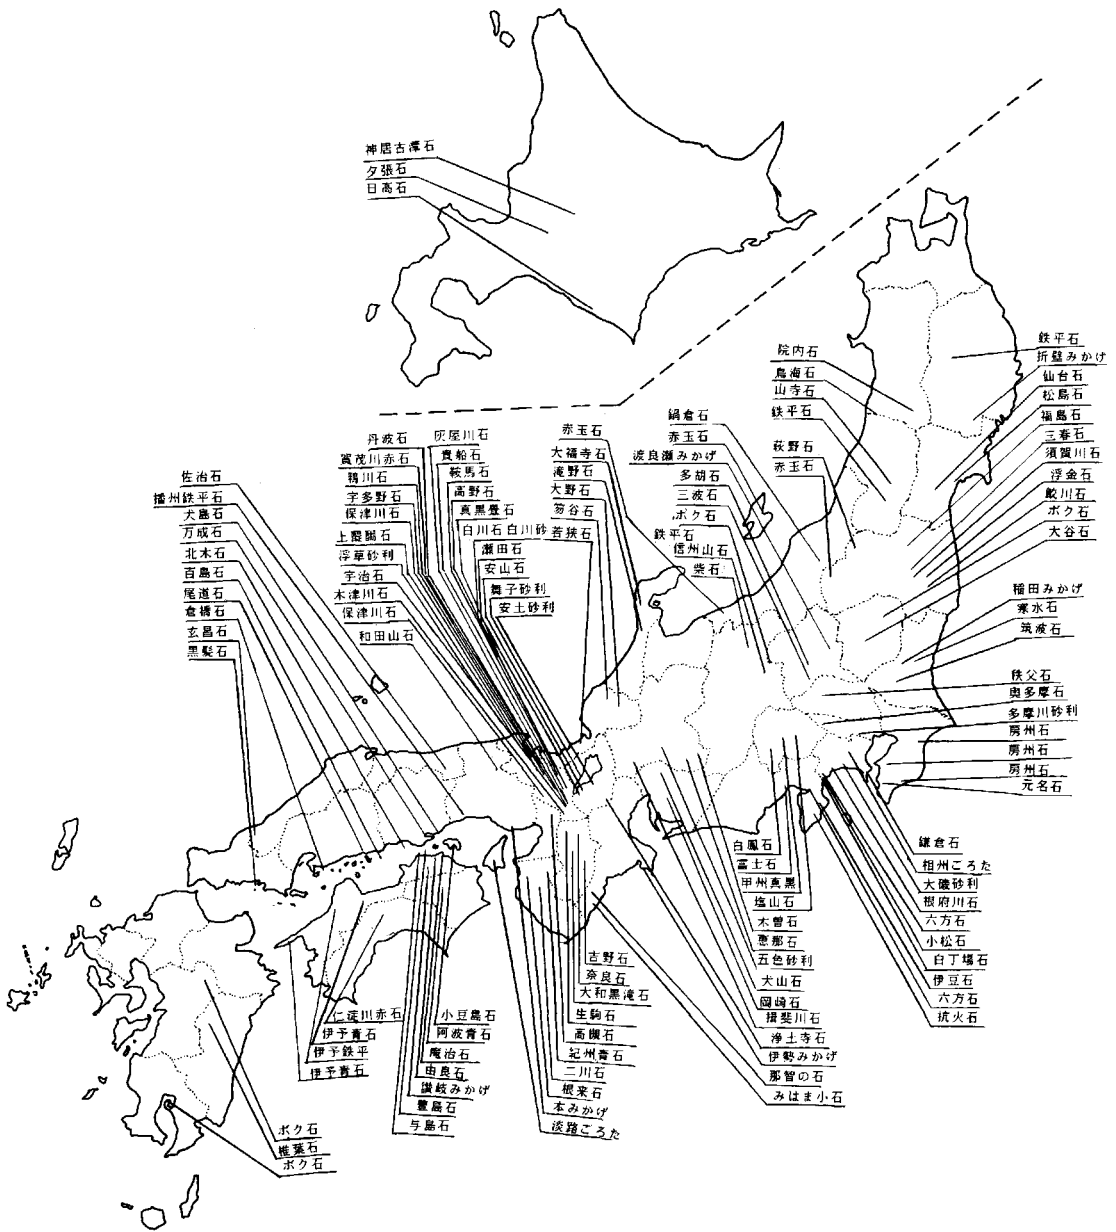 神居古潭石
夕張石
日高石
鉄平石
折壁みかげ
仙台石
松島石
福島石
三春石
須賀川石
浮金石
鮫川石
ボク石
大谷石
院内石
鳥海石
山寺石
鉄平石
萩野石
赤玉石
鍋倉石
赤玉石
渡良瀬みかげ
多胡石
三波石
ボク石
鉄平石
信州山石
柴石
赤玉石
大福寺石
滝野石
大野石
笏谷石
若狭石
灰屋川石
貴船石
鞍馬石
高野石
真黒畳石
白川石 白川砂
瀬田石
安山石
舞子砂利
安土砂利
丹波石
賀茂川赤石
鴨川石
宇多野石
保津川石
上醍醐石
浮草砂利
宇治石
木津川石
保津川石
和田山石
佐治石
播州鉄平石
犬島石
万成石
北木石
百島石
尾道石
倉橋石
玄昌石
黒髪石
稲田みかげ
寒水石
筑波石
秩父石
奥多摩石
多摩川砂利
房州石
房州石
房州石
元名石
鎌倉石
相州ごろた
大磯砂利
根府川石
六方石
小松石
白丁場石
伊豆石
六方石
抗火石
白鳳石
富士石
甲州真黒
塩山石
木曽石
恵那石
五色砂利
犬山石
岡崎石
揖斐川石
浄土寺石
伊勢みかげ
那智の石
みはま小石
吉野石
奈良石
大和黒滝石
生駒石
高槻石
紀州青石
二川石
根来石
本みかげ
淡路ごろた
小豆島石
阿波青石
庵治石
由良石
讃岐みかげ
豊島石
与島石
仁淀川赤石
伊予青石
伊予鉄平
伊予青石
ボク石
椎葉石
ボク石